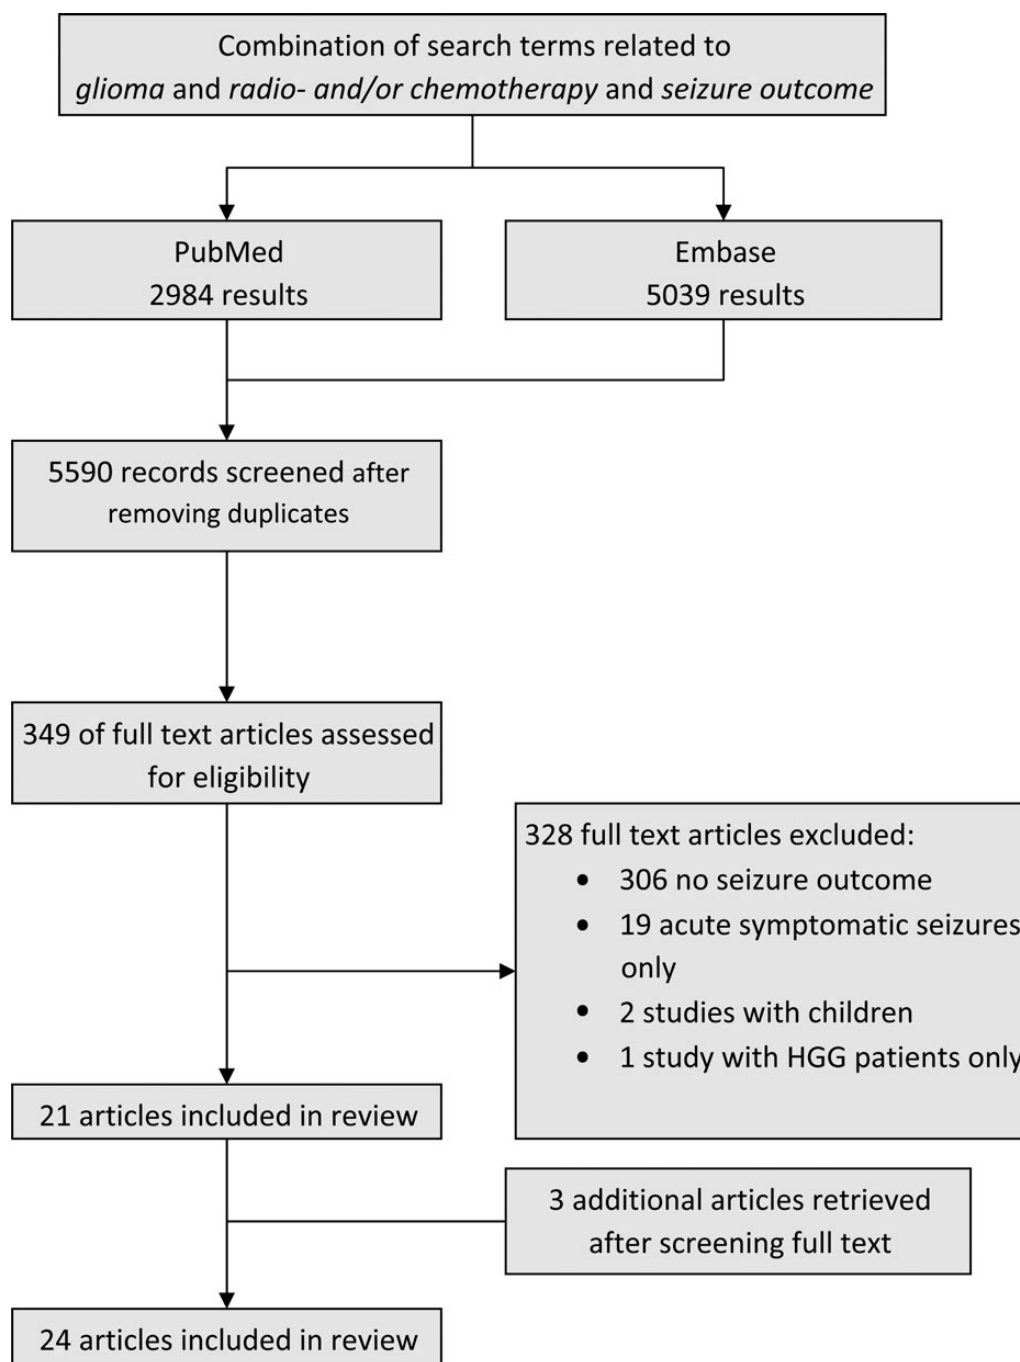 Combination of search terms related to
glioma and radio- and/or chemotherapy and seizure outcome
PubMed
2984 results
Embase
5039 results
5590 records screened after
removing duplicates
349 of full text articles assessed
for eligibility
328 full text articles excluded:
• 306 no seizure outcome
• 19 acute symptomatic seizures
only
• 2 studies with children
• 1 study with HGG patients only
21 articles included in review
3 additional articles retrieved
after screening full text
24 articles included in review